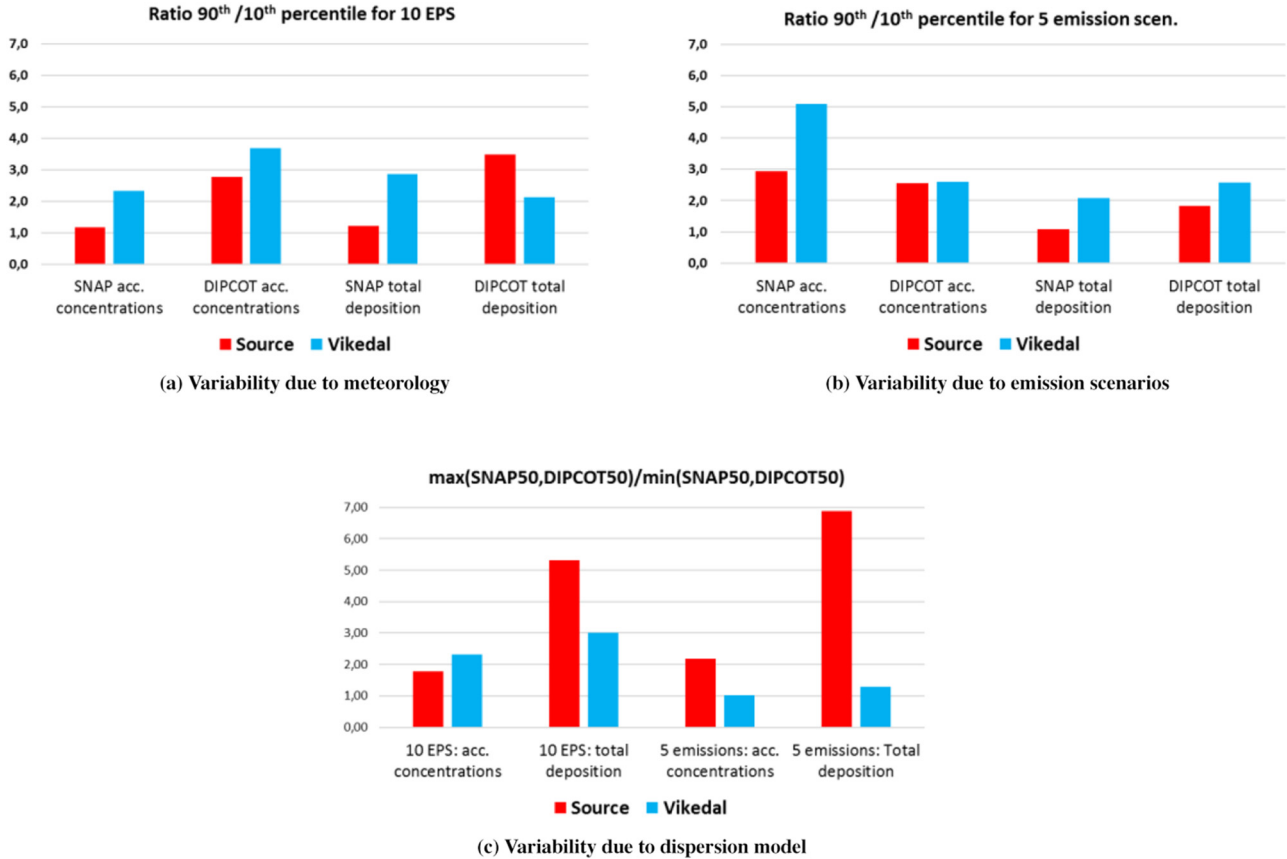 Ratio 90th /10th percentile for 10 EPS
7,0
6,0
5,0
4,0
3,0
2,0
1,0
0,0
SNAP acc. concentrations
DIPCOT acc. concentrations
SNAP total deposition
DIPCOT total deposition
Source Vikedal
(a) Variability due to meteorology
Ratio 90th /10th percentile for 5 emission scen.
7,0
6,0
5,0
4,0
3,0
2,0
1,0
0,0
SNAP acc. concentrations
DIPCOT acc. concentrations
SNAP total deposition
DIPCOT total deposition
Source Vikedal
(b) Variability due to emission scenarios
max(SNAP50,DIPCOT50)/min(SNAP50,DIPCOT50)
7,00
6,00
5,00
4,00
3,00
2,00
1,00
0,00
10 EPS: acc. concentrations
10 EPS: total deposition
5 emissions: acc. concentrations
5 emissions: Total deposition
Source Vikedal
(c) Variability due to dispersion model